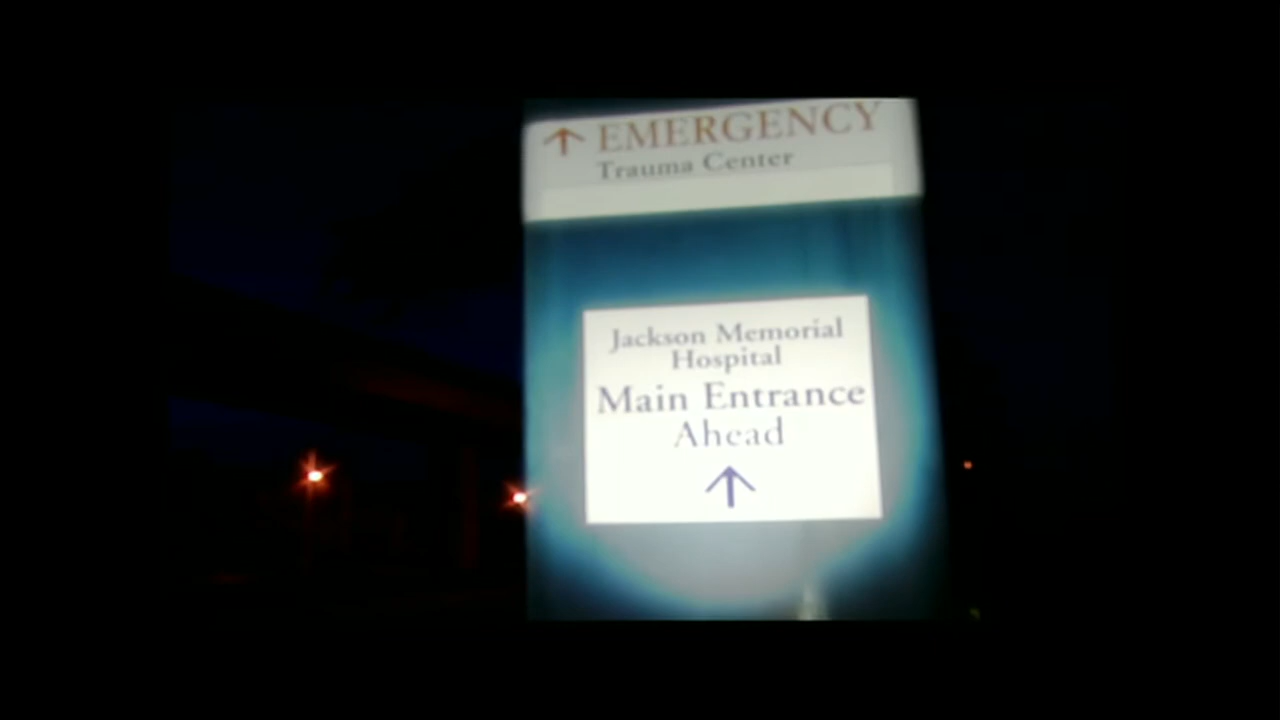 ↑ EMERGENCY
Trauma Center
Jackson Memorial
Hospital
Main Entrance
Ahead
↑